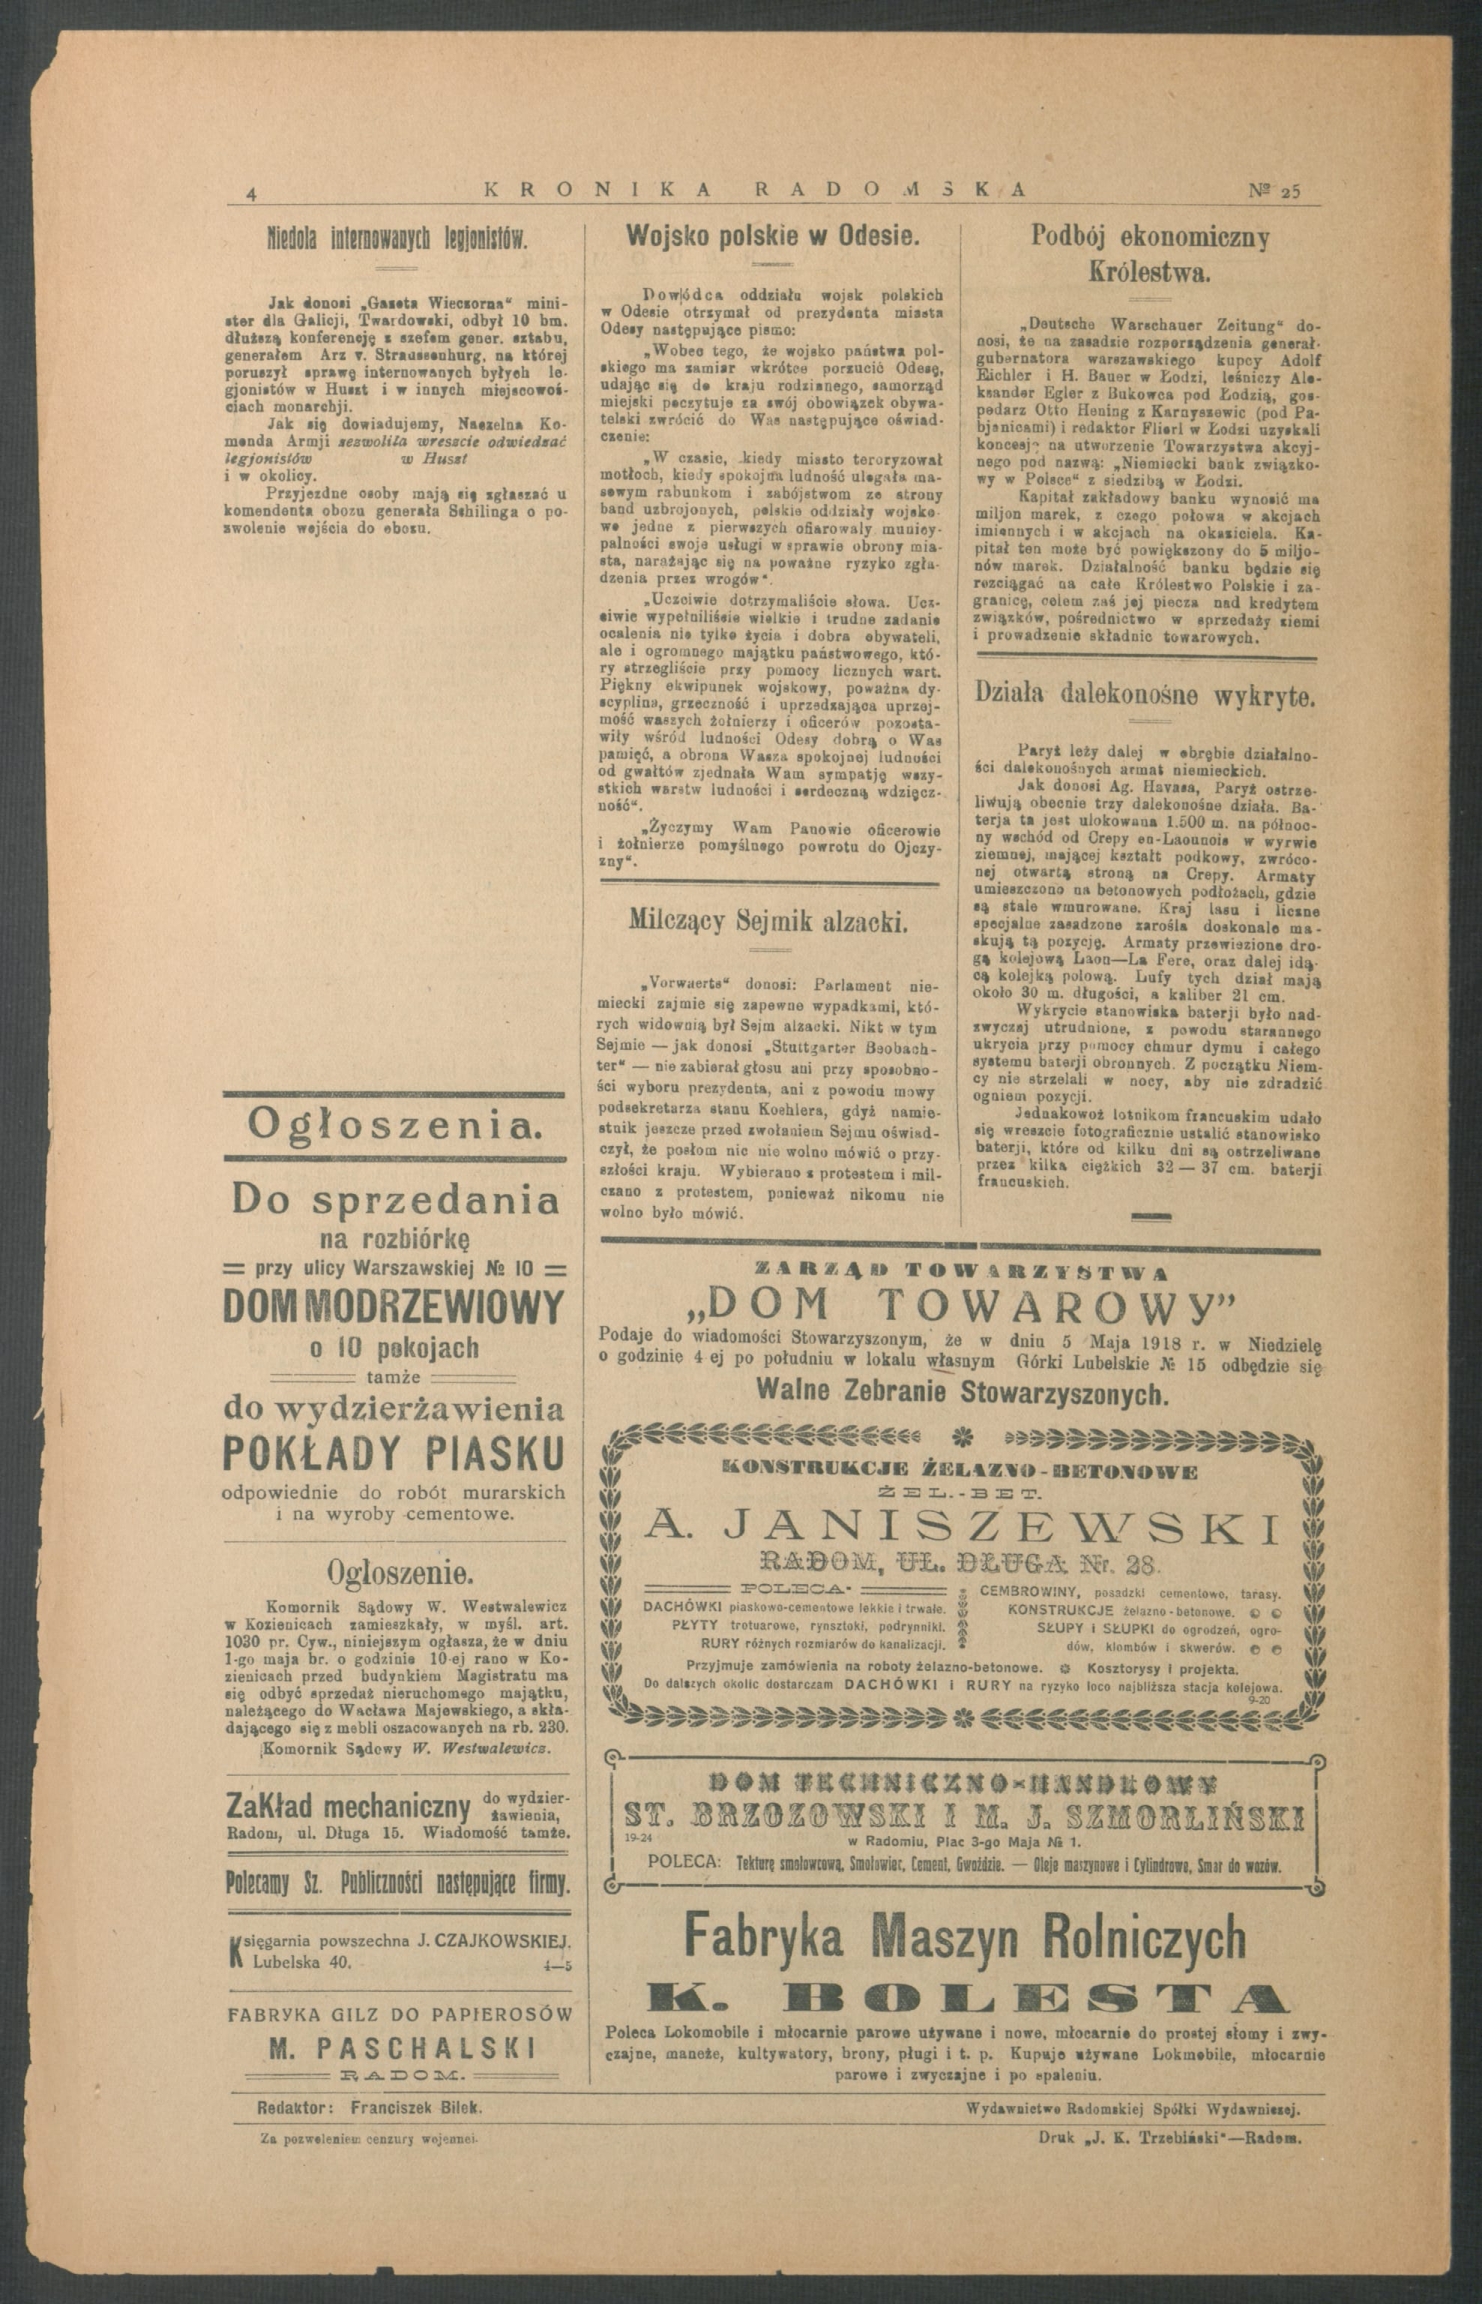 4
KRONIKA RADOMSKA
№ 25
Niedola internowanych legjonistów.
Jak donosi „Gazeta Wieczorna" mini-
ster dla Galicji, Twardowski, odbył 10 bm.
dłuższą konferencję z szefem gener. sztabu,
generałem Arz v. Straussenburg, na której
poruszył sprawę internowanych byłych le-
gjonistów w Huszt i w innych miejscowoś-
ciach monarchji.
Jak się dowiadujemy, Naczelna Ko-
menda Armji zezwoliła wreszcie odwiedzać
legjonistów w Huszt
i w okolicy.
Przyjezdne osoby mają się zgłaszać u
komendenta obozu generała Schilinga o po-
zwolenie wejścia do obozu.
Ogłoszenia.
Do sprzedania
na rozbiórkę
przy ulicy Warszawskiej № 10
DOM MODRZEWIOWY
o 10 pokojach
tamże
do wydzierżawienia
POKŁADY PIASKU
odpowiednie do robót murarskich
i na wyroby cementowe.
Ogłoszenie.
Komornik Sądowy W. Westwalewicz
w Kozienicach zamieszkały, w myśl. art.
1030 pr. Cyw., niniejszym ogłasza, że w dniu
1-go maja br. o godzinie 10-ej rano w Ko-
zienicach przed budynkiem Magistratu ma
się odbyć sprzedaż nieruchomego majątku,
należącego do Wacława Majewskiego, a skła-
dającego się z mebli oszacowanych na rb. 230.
Komornik Sądowy W. Westwalewicz.
Zakład mechaniczny do wydzier-
żawienia,
Radom, ul. Długa 15. Wiadomość tamże.
Polecamy Sz. Publiczności następujące firmy.
Księgarnia powszechna J. CZAJKOWSKIEJ.
Lubelska 40. 4—5
FABRYKA GILZ DO PAPIEROSÓW
M. PASCHALSKI
RADOM.
Wojsko polskie w Odesie.
Dowódca oddziału wojsk polskich
w Odesie otrzymał od prezydenta miasta
Odesy następujące pismo:
„Wobec tego, że wojsko państwa pol-
skiego ma zamiar wkrótce porzucić Odesę,
udając się do kraju rodzinnego, samorząd
miejski poczytuje za swój obowiązek obywa-
telski zwrócić do Was następujące oświad-
czenie:
„W czasie, kiedy miasto teroryzował
motłoch, kiedy spokojna ludność ulegała ma-
sowym rabunkom i zabójstwom ze strony
band uzbrojonych, polskie oddziały wojsko-
we jedne z pierwszych ofiarowały municy-
palności swoje usługi w sprawie obrony mia-
sta, narażając się na poważne ryzyko zgła-
dzenia przez wrogów".
„Uczciwie dotrzymaliście słowa. Ucz-
ciwie wypełniliście wielkie i trudne zadanie
ocalenia nie tylko życia i dobra obywateli,
ale i ogromnego majątku państwowego, któ-
ry strzegliście przy pomocy licznych wart.
Piękny ekwipunek wojskowy, poważna dy-
scyplina, grzeczność i uprzedzająca uprzej-
mość waszych żołnierzy i oficerów pozosta-
wiły wśród ludności Odesy dobrą o Was
pamięć, a obrona Wasza spokojnej ludności
od gwałtów zjednała Wam sympatję wszy-
stkich warstw ludności i serdeczną wdzięcz-
ność".
„Życzymy Wam Panowie oficerowie
i żołnierze pomyślnego powrotu do Ojczy-
zny".
Milczący Sejmik alzacki.
„Vorwaerts" donosi: Parlament nie-
miecki zajmie się zapewne wypadkami, któ-
rych widownią był Sejm alzacki. Nikt w tym
Sejmie — jak donosi „Stuttgarter Beobach-
ter" — nie zabierał głosu ani przy sposobno-
ści wyboru prezydenta, ani z powodu mowy
podsekretarza stanu Koehlera, gdyż namie-
stnik jeszcze przed zwołaniem Sejmu oświad-
czył, że posłom nic nie wolno mówić o przy-
szłości kraju. Wybierano z protestem i mil-
czano z protestem, ponieważ nikomu nie
wolno było mówić.
Podbój ekonomiczny
Królestwa.
„Deutsche Warschauer Zeitung" do-
nosi, że na zasadzie rozporządzenia generał-
gubernatora warszawskiego kupcy Adolf
Eichler i H. Bauer w Łodzi, leśniczy Ale-
ksander Egler z Bukowca pod Łodzią, gos-
podarz Otto Hening z Karnyszewic (pod Pa-
bjanicami) i redaktor Flierl w Łodzi uzyskali
koncesję na utworzenie Towarzystwa akcyj-
nego pod nazwą: „Niemiecki bank związko-
wy w Polsce" z siedzibą w Łodzi.
Kapitał zakładowy banku wynosić ma
miljon marek, z czego połowa w akcjach
imiennych i w akcjach na okaziciela. Ka-
pitał ten może być powiększony do 5 miljo-
nów marek. Działalność banku będzie się
rozciągać na całe Królestwo Polskie i za-
granicę, celem zaś jej piecza nad kredytem
związków, pośrednictwo w sprzedaży ziemi
i prowadzenie składnic towarowych.
Działa dalekonośne wykryte.
Paryż leży dalej w obrębie działalno-
ści dalekonośnych armat niemieckich.
Jak donosi Ag. Havasa, Paryż ostrze-
liwują obecnie trzy dalekonośne działa. Ba-
terja ta jest ulokowana 1.500 m. na północ-
ny wschód od Crepy en-Laounois w wyrwie
ziemnej, mającej kształt podkowy, zwróco-
nej otwartą stroną na Crepy. Armaty
umieszczono na betonowych podłożach, gdzie
są stale wmurowane. Kraj lasu i liczne
specjalne zasadzone zarośla doskonale ma-
skują tą pozycję. Armaty przewieziono dro-
gą kolejową Laon—La Fere, oraz dalej idą-
cą kolejką polową. Lufy tych dział mają
około 30 m. długości, a kaliber 21 cm.
Wykrycie stanowiska baterji było nad-
zwyczaj utrudnione, z powodu starannego
ukrycia przy pomocy chmur dymu i całego
systemu baterji obronnych. Z początku Niem-
cy nie strzelali w nocy, aby nie zdradzić
ogniem pozycji.
Jednakowoż lotnikom francuskim udało
się wreszcie fotograficznie ustalić stanowisko
baterji, które od kilku dni są ostrzeliwane
przez kilka ciężkich 32 — 37 cm. baterji
francuskich.
ZARZĄD TOWARZYSTWA
„DOM TOWAROWY"
Podaje do wiadomości Stowarzyszonym, że w dniu 5 Maja 1918 r. w Niedzielę
o godzinie 4 ej po południu w lokalu własnym Górki Lubelskie № 15 odbędzie się
Walne Zebranie Stowarzyszonych.
KONSTRUKCJE ŻELAZNO-BETONOWE
ŻEL.-BET.
A. JANISZEWSKI
RADOM, UL. DŁUGA Nr. 28.
POLECA
DACHÓWKI piaskowo-cementowe lekkie i trwałe.
PŁYTY trotuarowe, rynsztoki, podrynniki.
RURY różnych rozmiarów do kanalizacji.
CEMBROWINY, posadzki cementowe, tarasy.
KONSTRUKCJE żelazno-betonowe.
SŁUPY i SŁUPKI do ogrodzeń, ogro-
dów, klombów i skwerów.
Przyjmuje zamówienia na roboty żelazno-betonowe. Kosztorysy i projekta.
Do dalszych okolic dostarczam DACHÓWKI i RURY na ryzyko loco najbliższa stacja kolejowa.
9-20
DOM TECHNICZNO-HANDLOWY
ST. BRZOZOWSKI I M. J. SZMORLIŃSKI
19-24
w Radomiu, Plac 3-go Maja № 1.
POLECA: Tekturę smołowcową, Smołowiec, Cement, Gwoździe. — Oleje maszynowe i Cylindrowe, Smar do wozów.
Fabryka Maszyn Rolniczych
K. BOLESTA
Poleca Lokomobile i młocarnie parowe używane i nowe, młocarnie do prostej słomy i zwy-
czajne, maneże, kultywatory, brony, pługi i t. p. Kupuje używane Lokmobile, młocarnie
parowe i zwyczajne i po spaleniu.
Redaktor: Franciszek Bilek.
Wydawnictwo Radomskiej Spółki Wydawniczej.
Za pozwoleniem cenzury wojennej.
Druk „J. K. Trzebiński"—Radom.